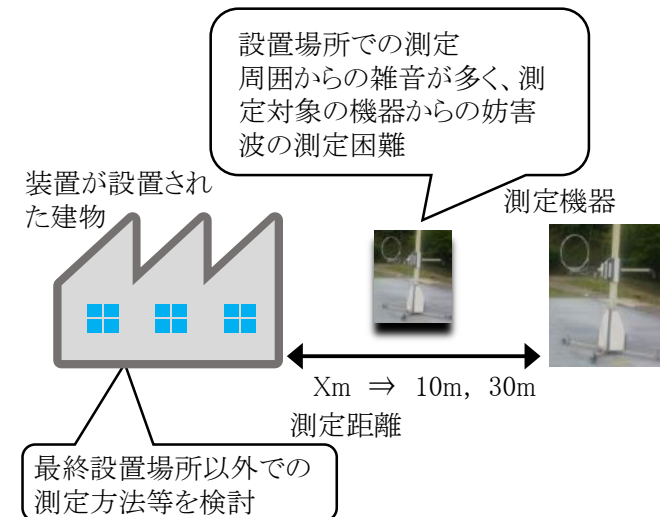 設置場所での測定
周囲からの雑音が多く、測
定対象の機器からの妨害
波の測定困難
装置が設置され
た建物
測定機器
Xm ⇒ 10m, 30m
測定距離
最終設置場所以外での
測定方法等を検討